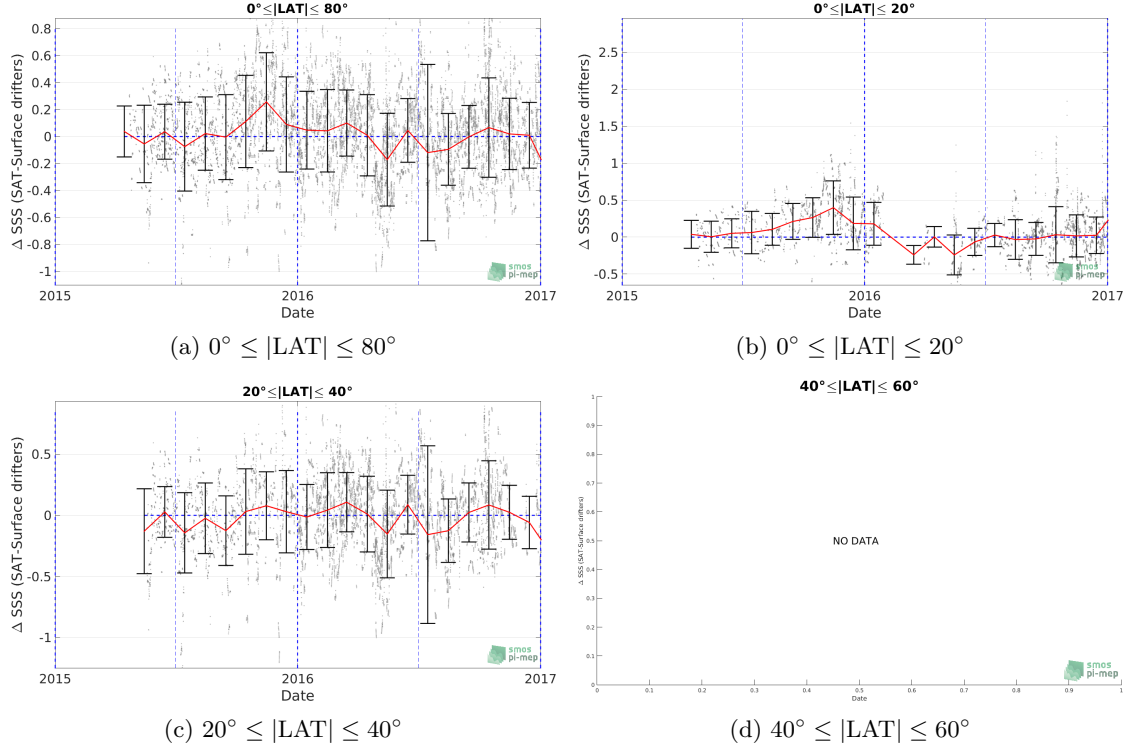 0°≤|LAT|≤ 80°
Δ SSS (SAT-Surface drifters)
0.8
0.6
0.4
0.2
0
-0.2
-0.4
-0.6
-0.8
-1
2015
2016
2017
Date
smos
pi-mep
(a) 0° ≤ |LAT| ≤ 80°
0°≤|LAT|≤ 20°
Δ SSS (SAT-Surface drifters)
2.5
2
1.5
1
0.5
0
-0.5
2015
2016
2017
Date
smos
pi-mep
(b) 0° ≤ |LAT| ≤ 20°
20°≤|LAT|≤ 40°
Δ SSS (SAT-Surface drifters)
0.5
0
-0.5
-1
2015
2016
2017
Date
smos
pi-mep
(c) 20° ≤ |LAT| ≤ 40°
40°≤|LAT|≤ 60°
Δ SSS (SAT-Surface drifters)
1
0.9
0.8
0.7
0.6
0.5
0.4
0.3
0.2
0.1
0
NO DATA
0 0.1 0.2 0.3 0.4 0.5 0.6 0.7 0.8 0.9 1
Date
smos
pi-mep
(d) 40° ≤ |LAT| ≤ 60°